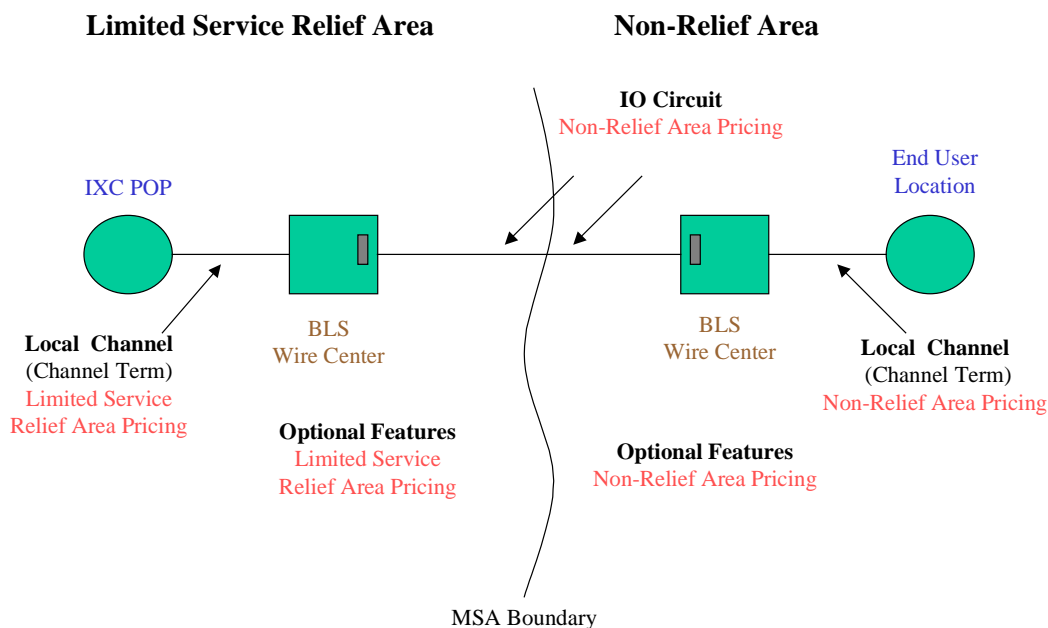 Limited Service Relief Area
Non-Relief Area
IO Circuit
Non-Relief Area Pricing
IXC POP
End User
Location
BLS
Wire Center
BLS
Wire Center
Local Channel
(Channel Term)
Limited Service
Relief Area Pricing
Local Channel
(Channel Term)
Non-Relief Area Pricing
Optional Features
Limited Service
Relief Area Pricing
Optional Features
Non-Relief Area Pricing
MSA Boundary